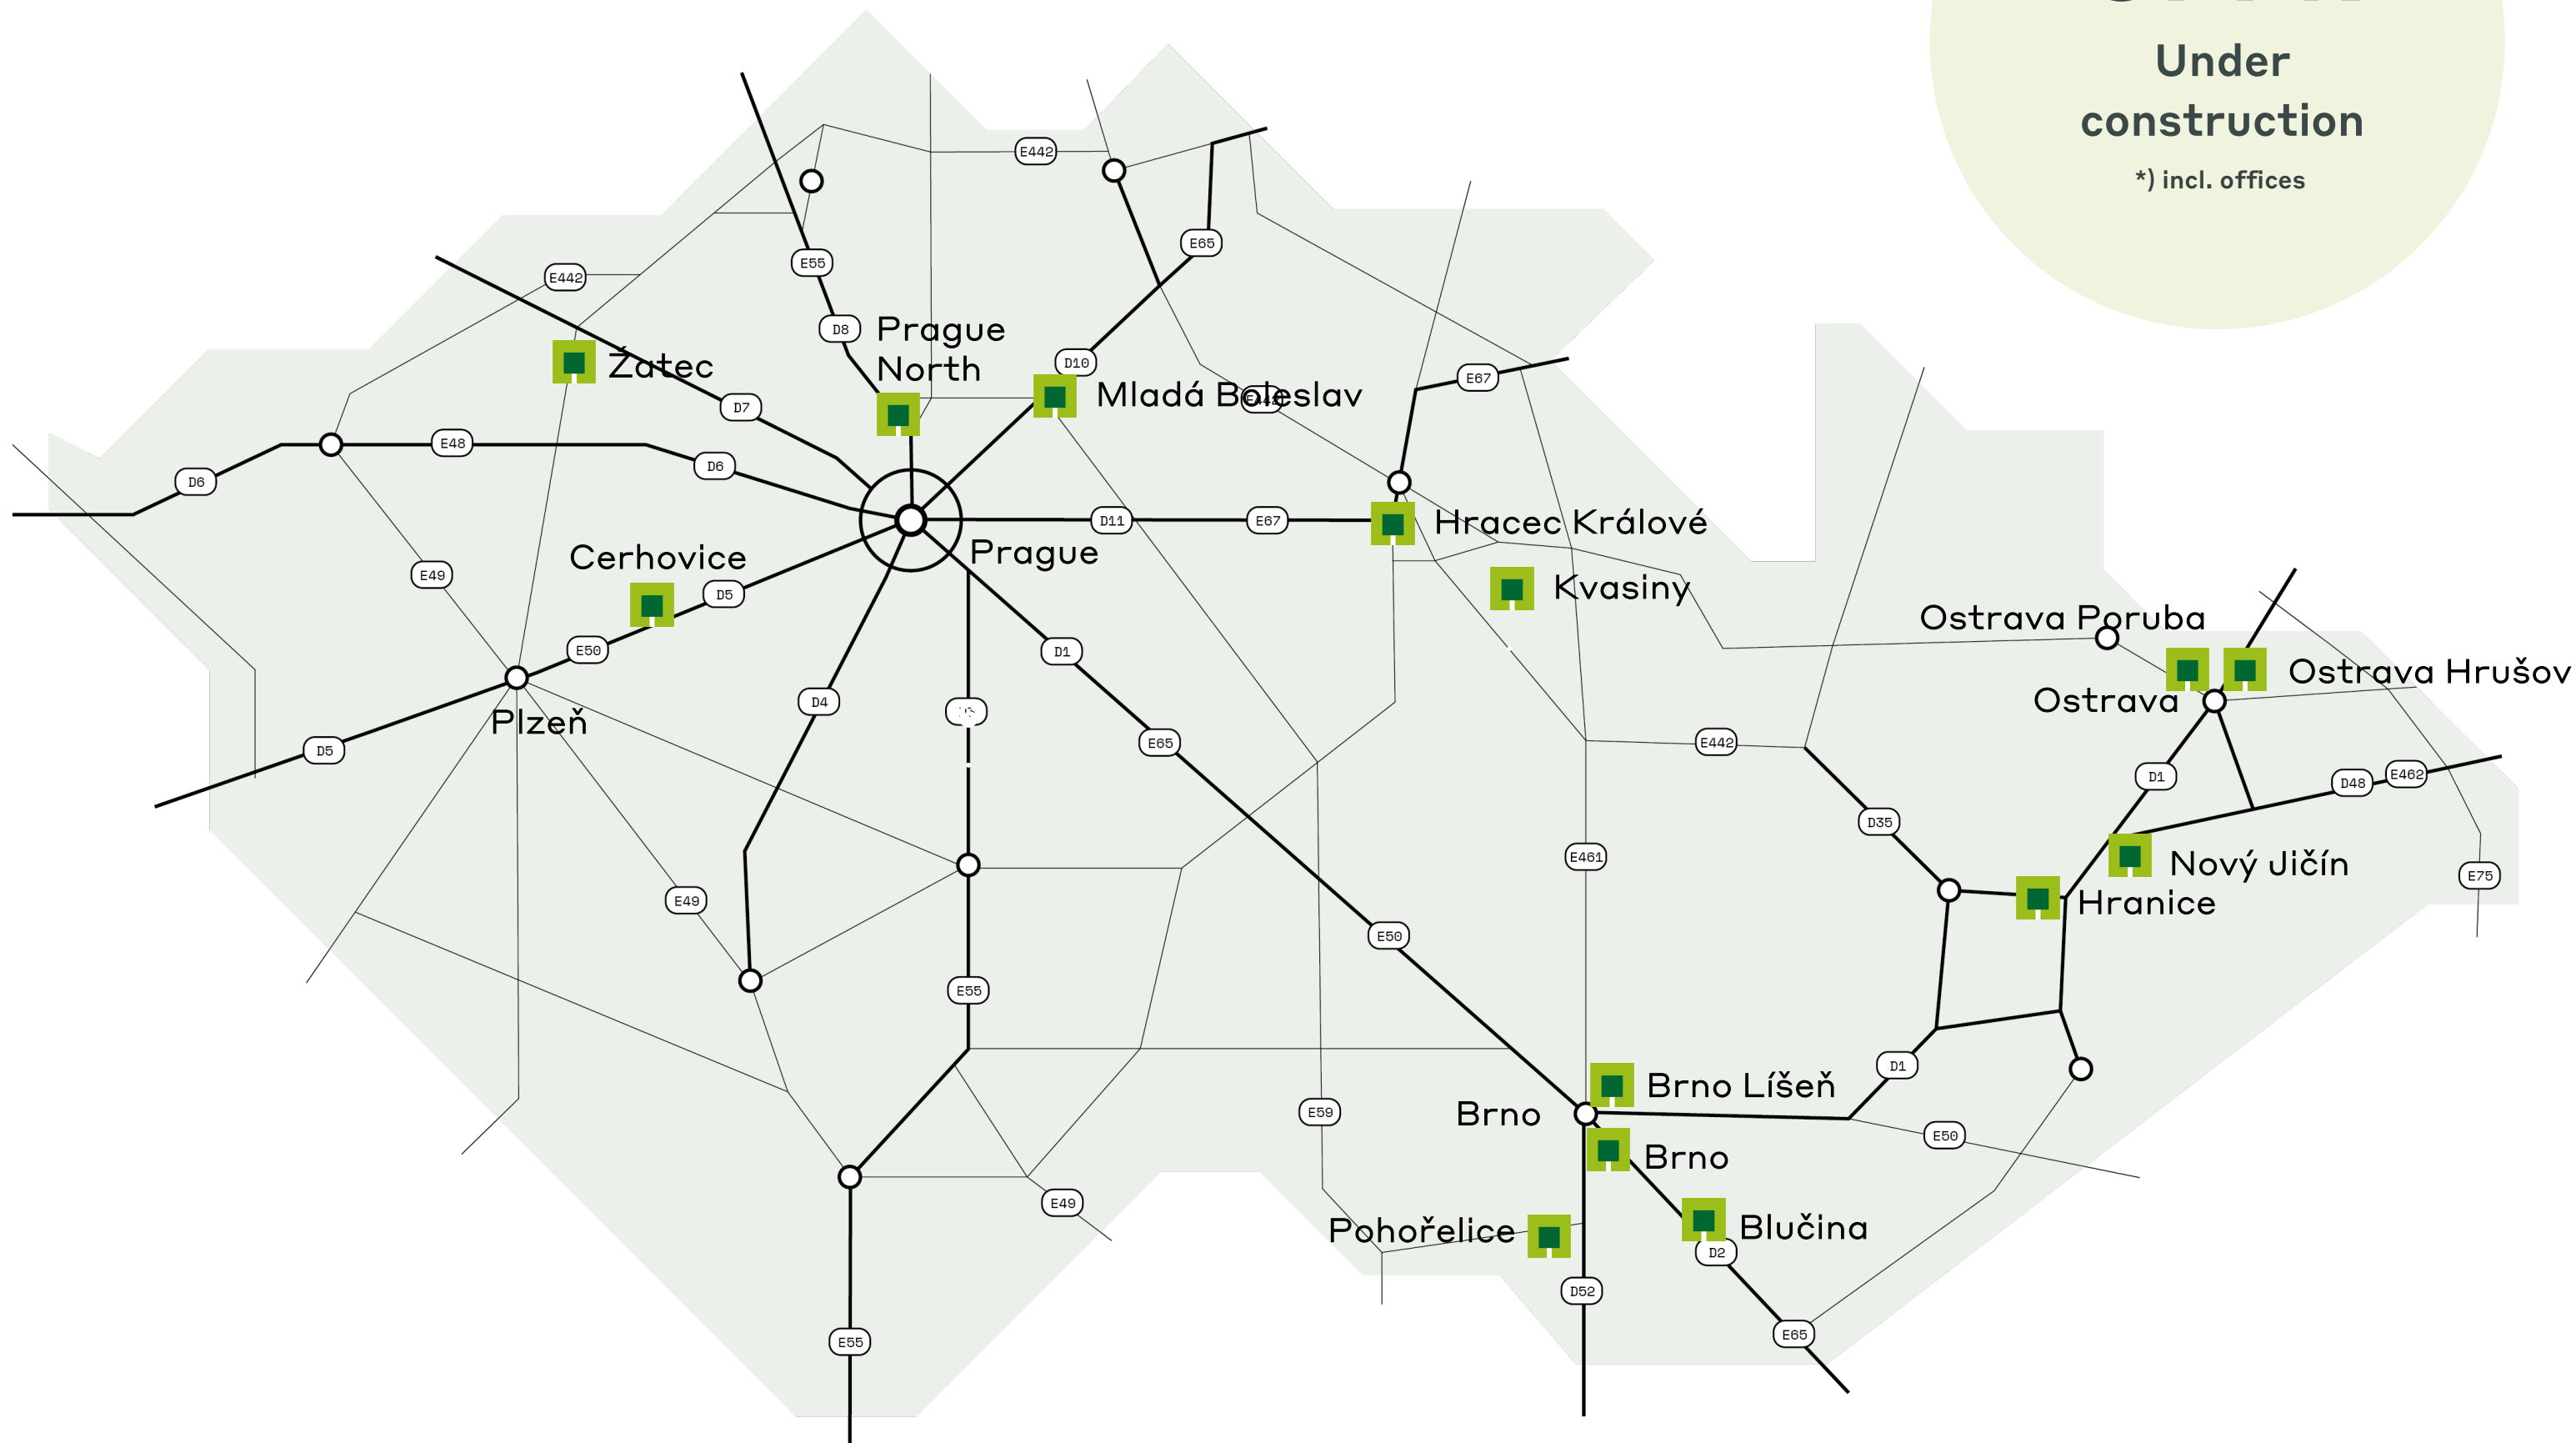 Under
construction
*) incl. offices
E442
E65
E55
E442
D8
Prague
North
D10
Žatec
E67
D7
Mladá Boleslav
E442
E48
D6
D6
D11
E67
Hracec Králové
Prague
Cerhovice
E49
D5
Kvasiny
Ostrava Poruba
E50
D1
Ostrava Hrušov
D4
Ostrava
Plzeň
D5
E65
E442
D1
D48
E462
D35
E461
Nový Jičín
E75
E49
Hranice
E50
E55
D1
Brno Líšeň
E59
Brno
E50
Brno
E49
Pohořelice
Blučina
D2
D52
E55
E65